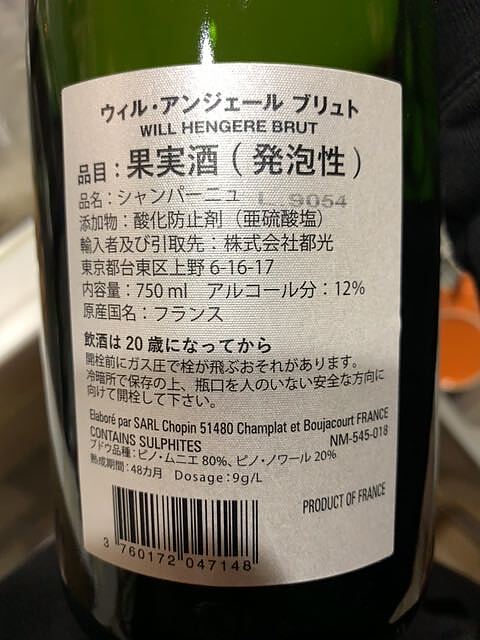 ウィル・アンジェール ブリュト
WILL HENGERE BRUT
品目：果実酒（発泡性）
品名：シャンパーニュ L 9054
添加物：酸化防止剤（亜硫酸塩）
輸入者及び引取先：株式会社都光
東京都台東区上野6-16-17
内容量：750 ml　アルコール分：12%
原産国名：フランス
飲酒は20歳になってから
開栓前にガス圧で栓が飛ぶおそれがあります。
冷暗所で保存の上、瓶口を人のいない安全な方向に
向けて開栓して下さい。
Elaboré par SARL Chopin 51480 Champlat et Boujacourt FRANCE
CONTAINS SULPHITES
NM-545-018
ブドウ品種：ピノ・ムニエ 80%、ピノ・ノワール 20%
熟成期間：48カ月　Dosage：9g/L
PRODUCT OF FRANCE
3 760172 047148